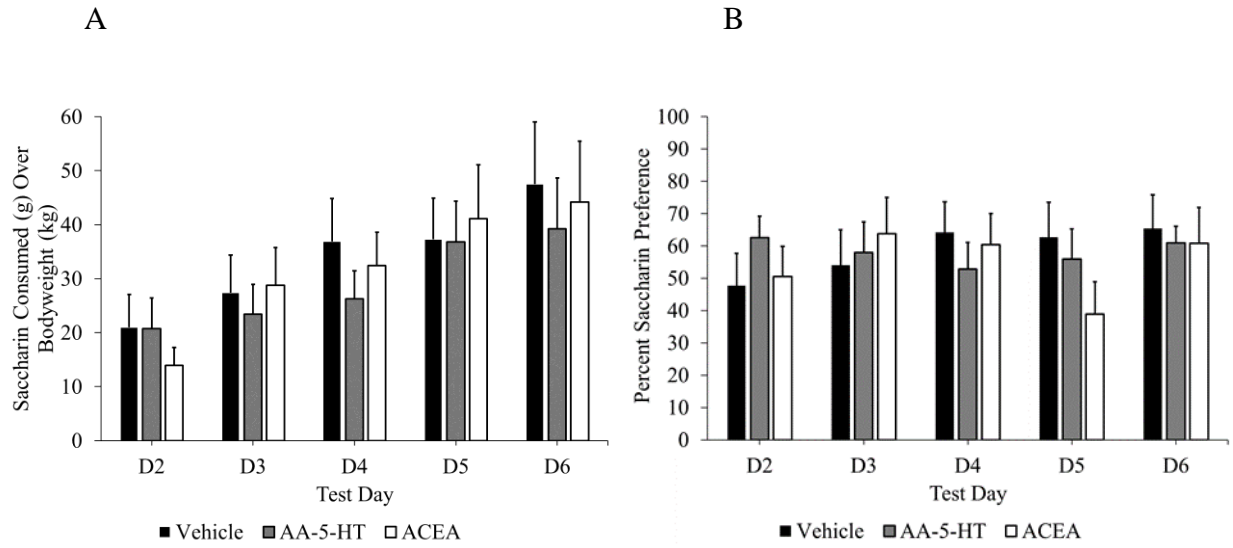 A
B
60
50
40
30
20
10
0
Saccharin Consumed (g) Over
Bodyweight (kg)
D2 D3 D4 D5 D6
Test Day
Vehicle AA-5-HT ACEA
100
90
80
70
60
50
40
30
20
10
0
Percent Saccharin Preference
D2 D3 D4 D5 D6
Test Day
Vehicle AA-5-HT ACEA